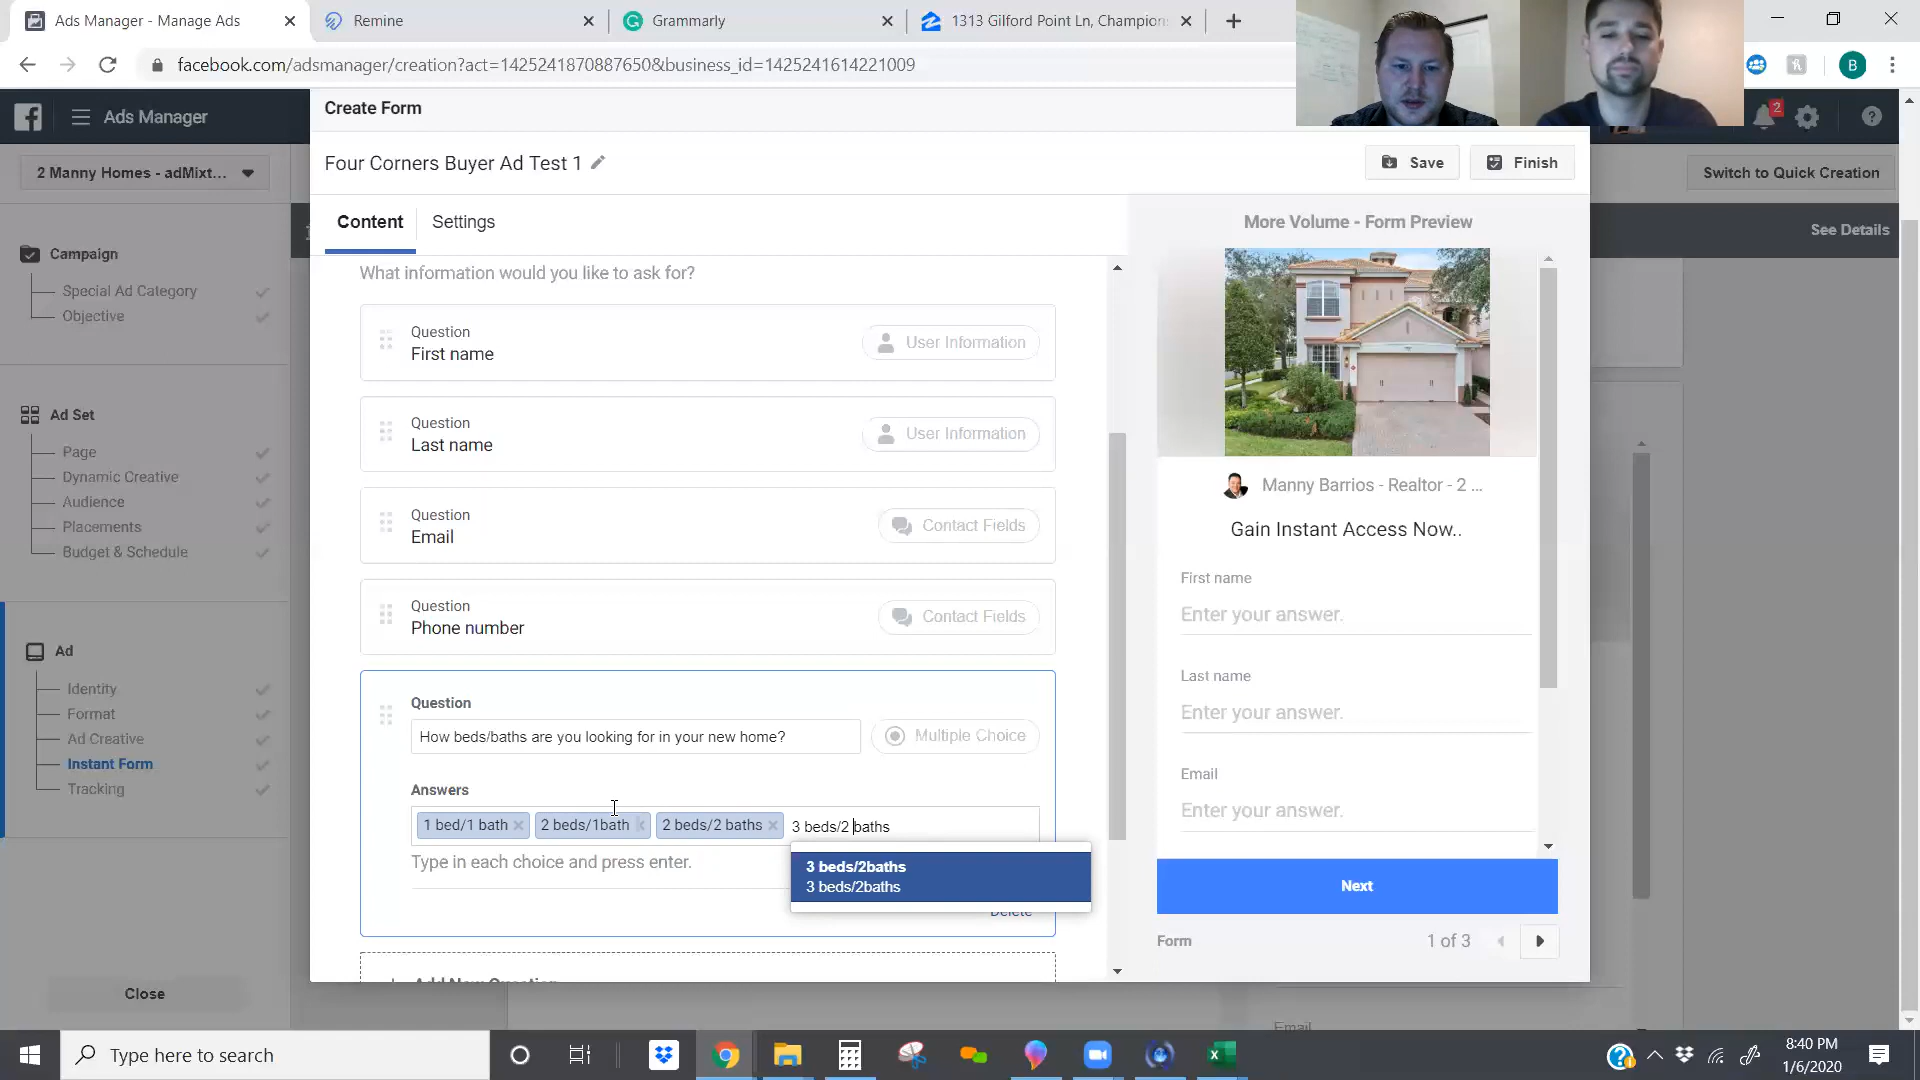 Ads Manager - Manage Ads
Remine
Grammarly
1313 Gilford Point Ln, Champion
facebook.com/adsmanager/creation?act=1425241870887650&business_id=1425241614221009
B
Ads Manager
2
2 Manny Homes - adMixt...
Switch to Quick Creation
See Details
Campaign
Special Ad Category
Objective
Ad Set
Page
Dynamic Creative
Audience
Placements
Budget & Schedule
Ad
Identity
Format
Ad Creative
Instant Form
Tracking
Close
Create Form
Four Corners Buyer Ad Test 1
Save
Finish
Content
Settings
What information would you like to ask for?
Question
First name
User Information
Question
Last name
User Information
Question
Email
Contact Fields
Question
Phone number
Contact Fields
Question
How beds/baths are you looking for in your new home?
Multiple Choice
Answers
1 bed/1 bath
2 beds/1bath
2 beds/2 baths
3 beds/2 baths
Type in each choice and press enter.
3 beds/2baths
3 beds/2baths
Delete
Add New Question
More Volume - Form Preview
Manny Barrios - Realtor - 2 ...
Gain Instant Access Now..
First name
Enter your answer.
Last name
Enter your answer.
Email
Enter your answer.
Next
Form
1 of 3
Email
Type here to search
8:40 PM
1/6/2020